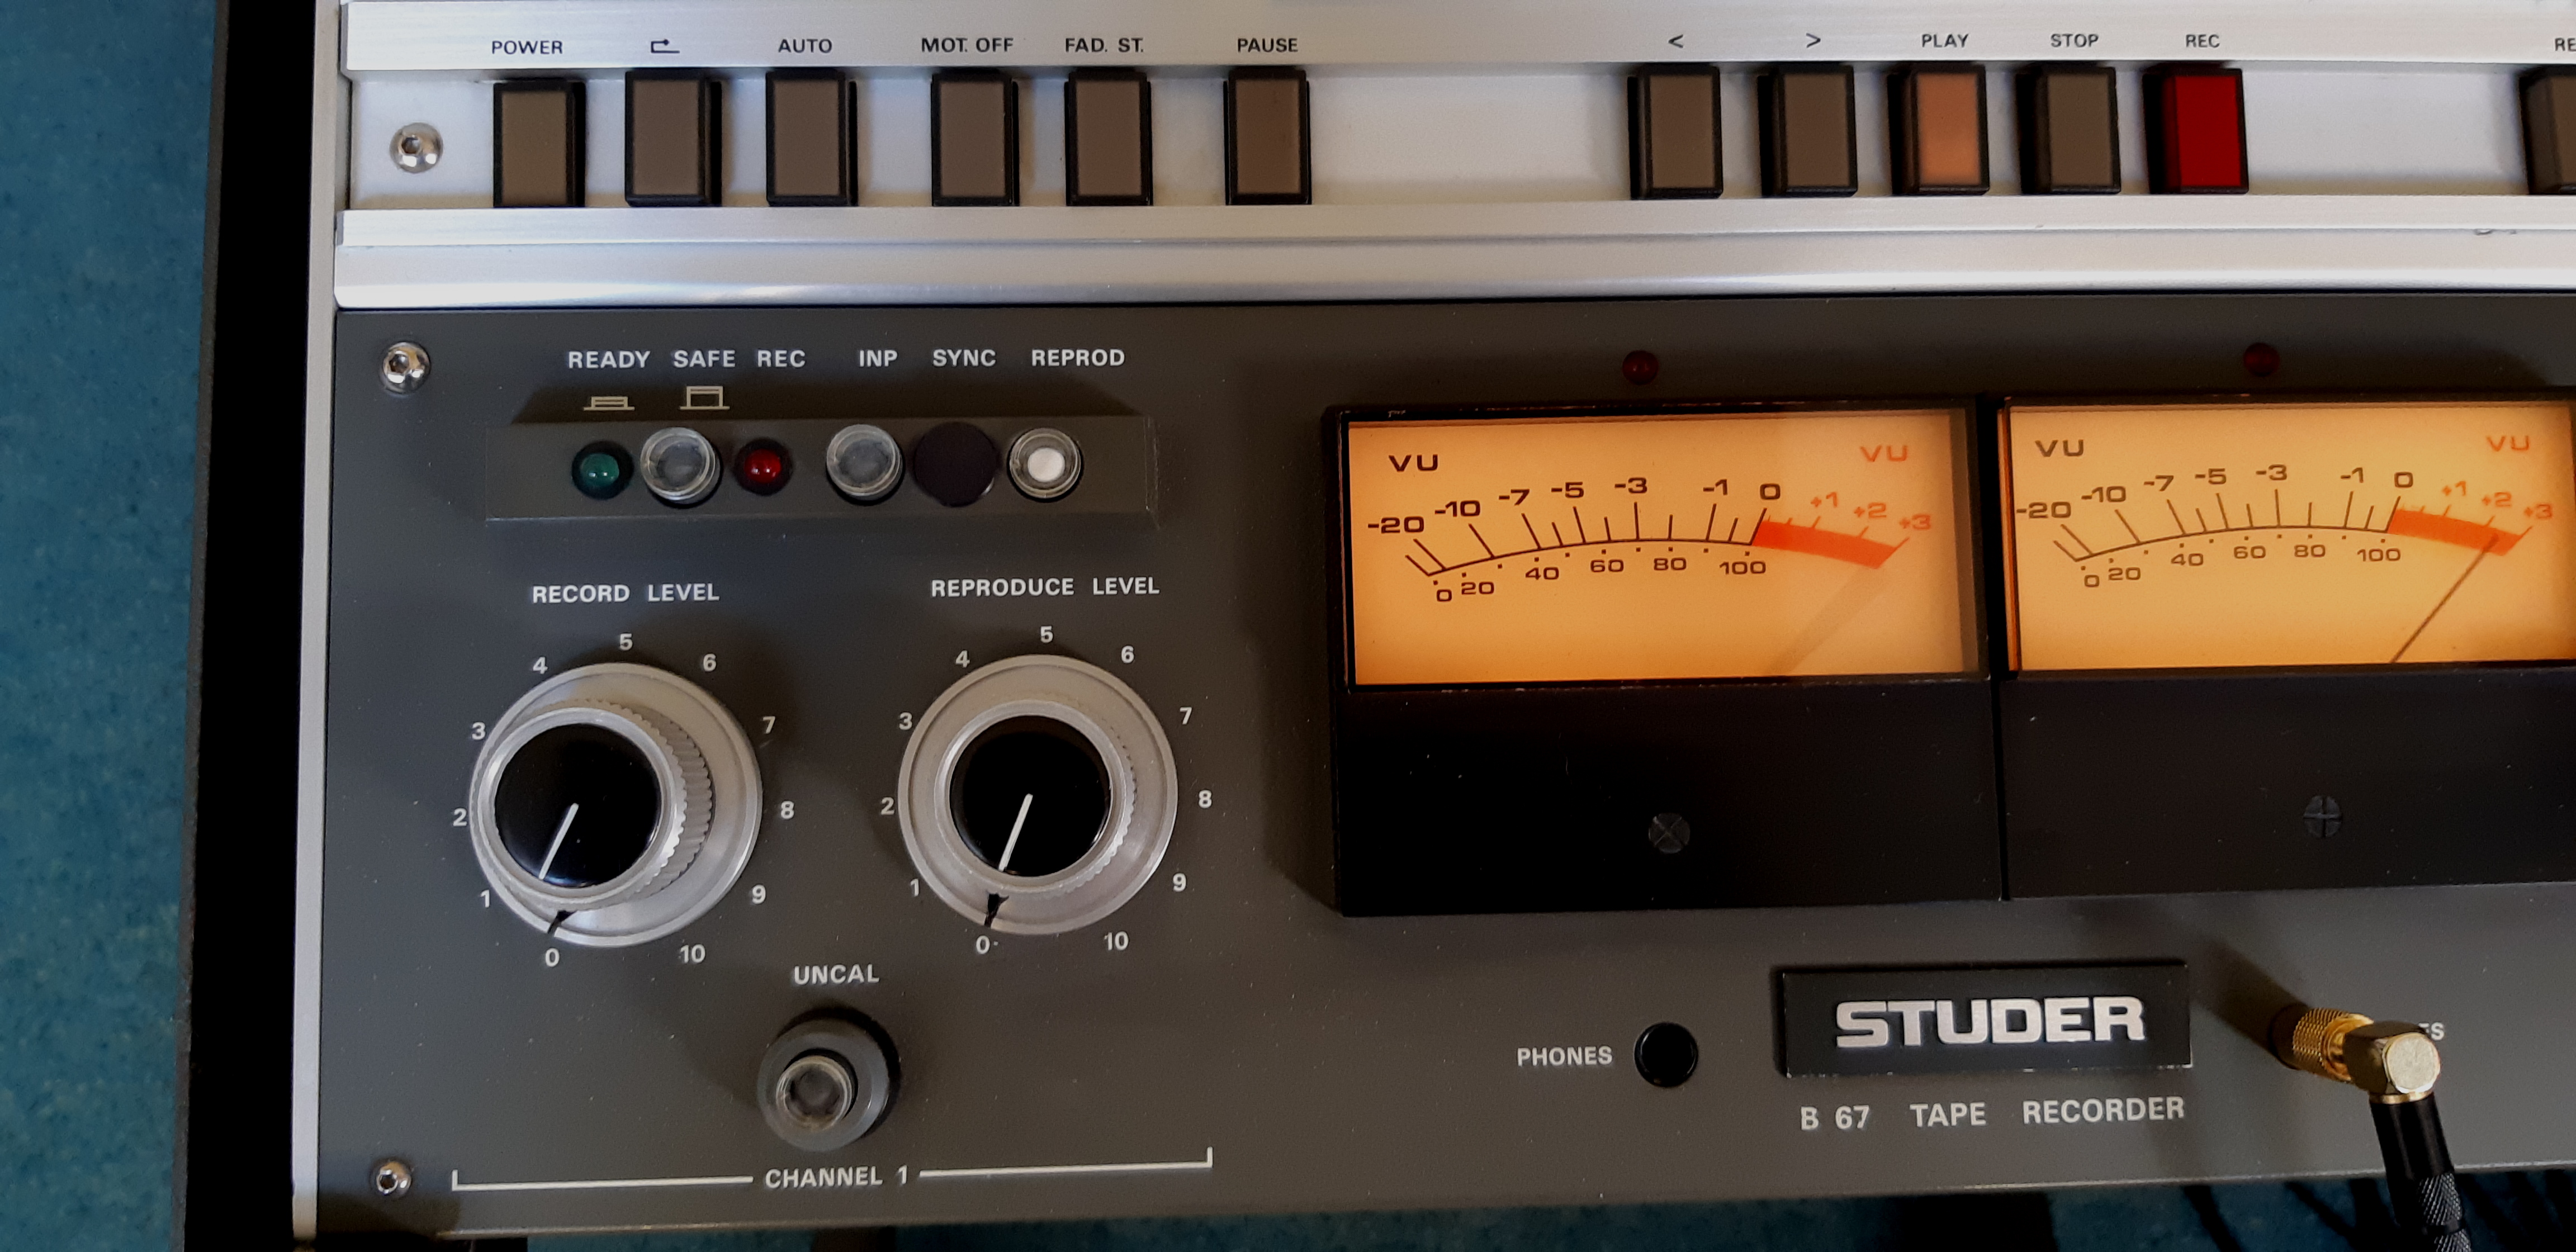 POWER AUTO MOT. OFF FAD. ST. PAUSE < > PLAY STOP REC RE
READY SAFE REC INP SYNC REPROD
RECORD LEVEL
0 1 2 3 4 5 6 7 8 9 10
REPRODUCE LEVEL
0 1 2 3 4 5 6 7 8 9 10
UNCAL
CHANNEL 1
VU VU
-20 -10 -7 -5 -3 -1 0 +1 +2 +3
0 20 40 60 80 100
VU VU
-20 -10 -7 -5 -3 -1 0 +1 +2 +3
0 20 40 60 80 100
PHONES
STUDER
B 67 TAPE RECORDER
ES